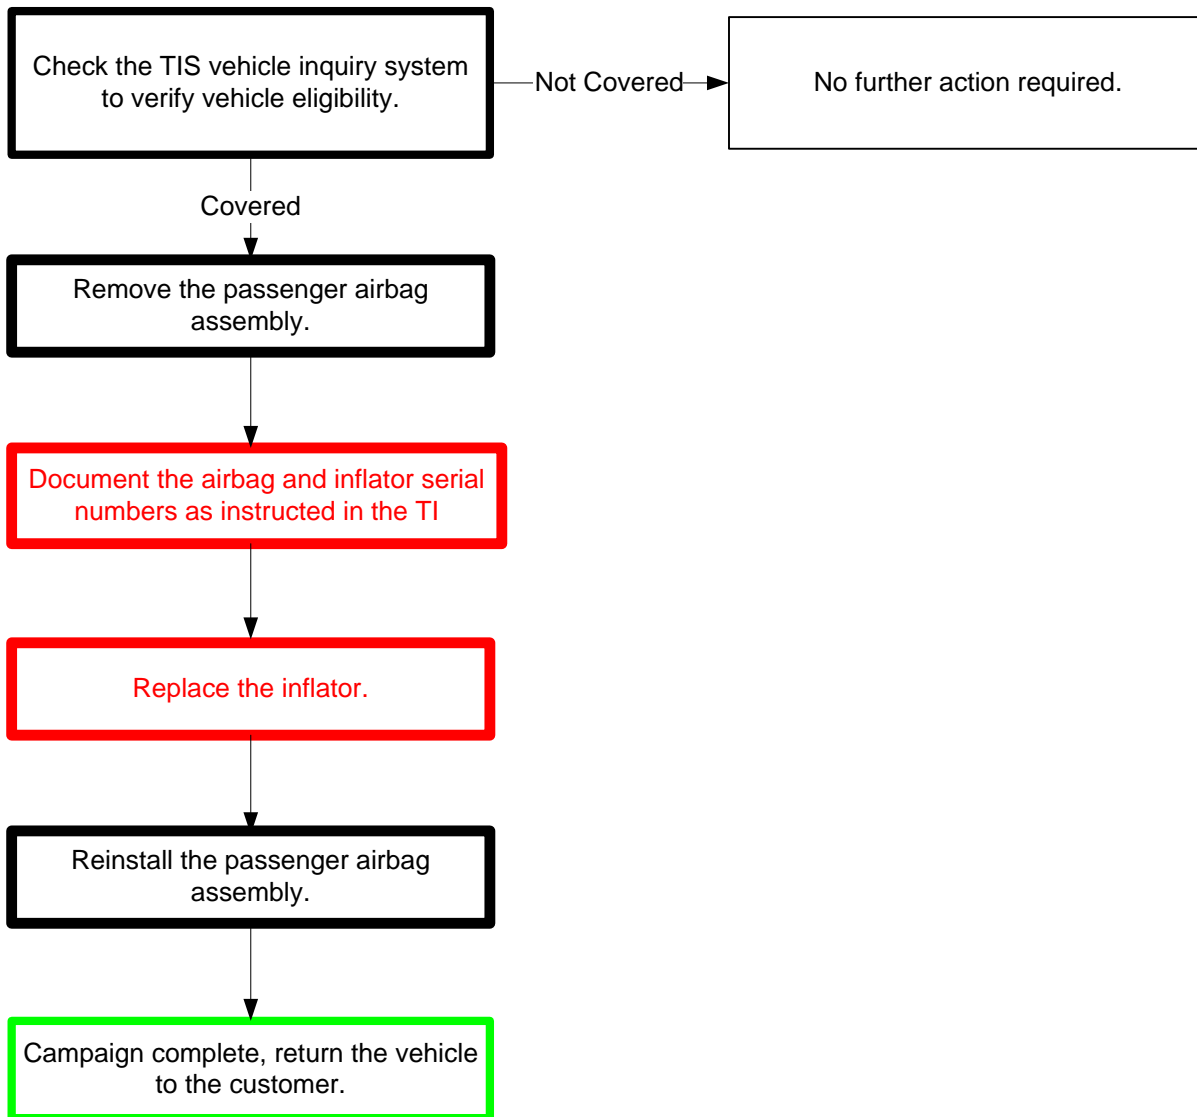 Check the TIS vehicle inquiry system
to verify vehicle eligibility.
Not Covered
No further action required.
Covered
Remove the passenger airbag
assembly.
Document the airbag and inflator serial
numbers as instructed in the TI
Replace the inflator.
Reinstall the passenger airbag
assembly.
Campaign complete, return the vehicle
to the customer.